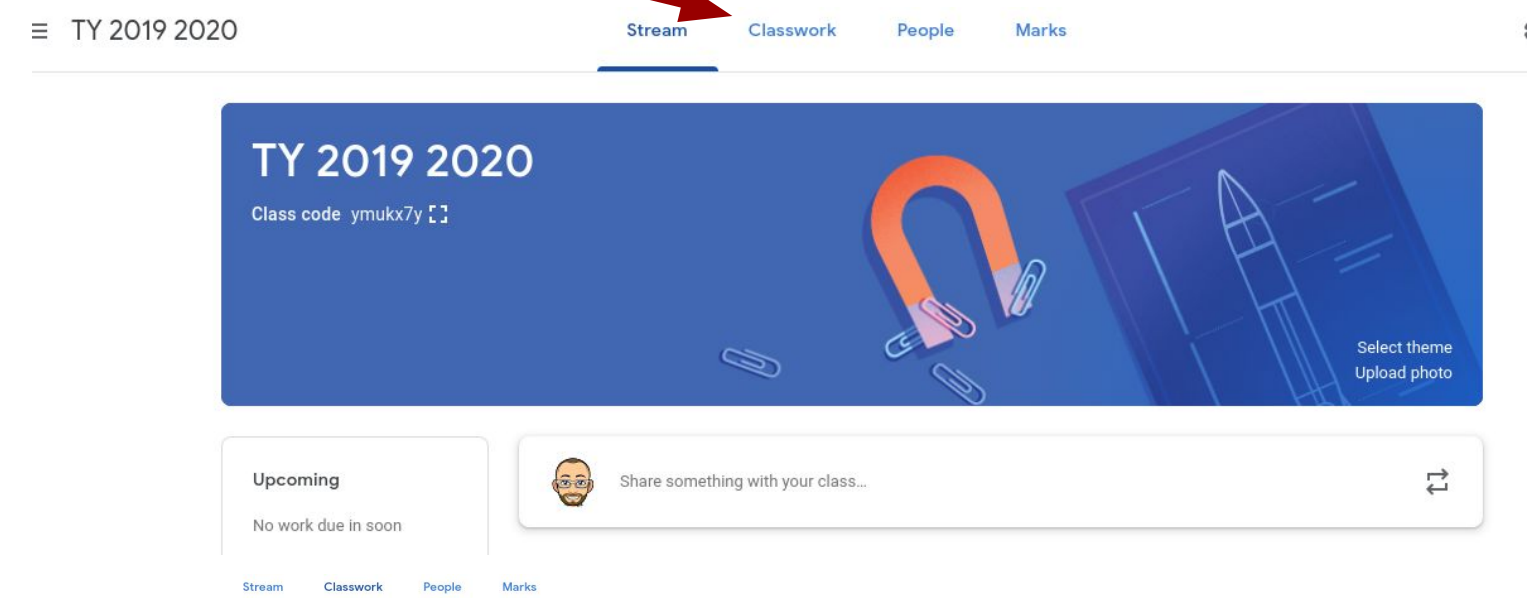 TY 2019 2020 Stream Classwork People Marks
TY 2019 2020
Class code ymukx7y
Select theme
Upload photo
Upcoming
Share something with your class...
No work due in soon
Stream Classwork People Marks